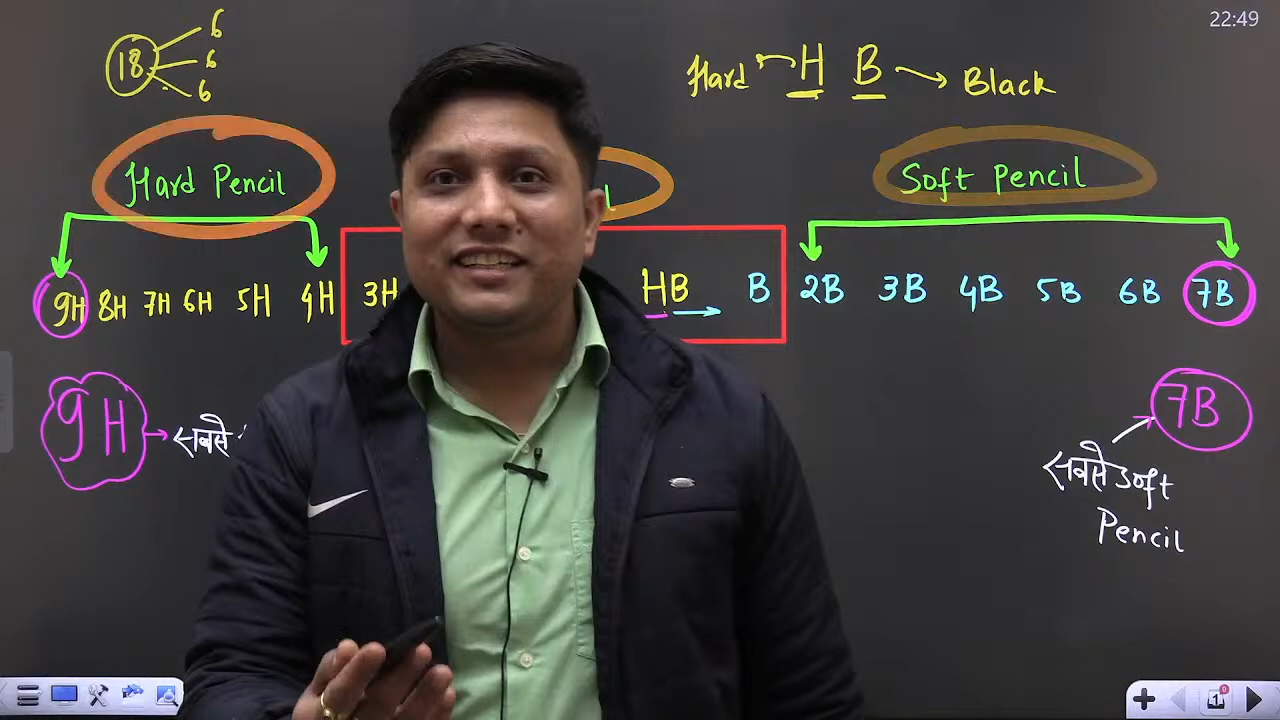 22:49
6
18 6
6
Hard H B Black
Hard Pencil
Soft Pencil
9H 8H 7H 6H 5H 4H 3H HB B 2B 3B 4B 5B 6B 7B
9H सबसे
7B
सबसे Soft
Pencil